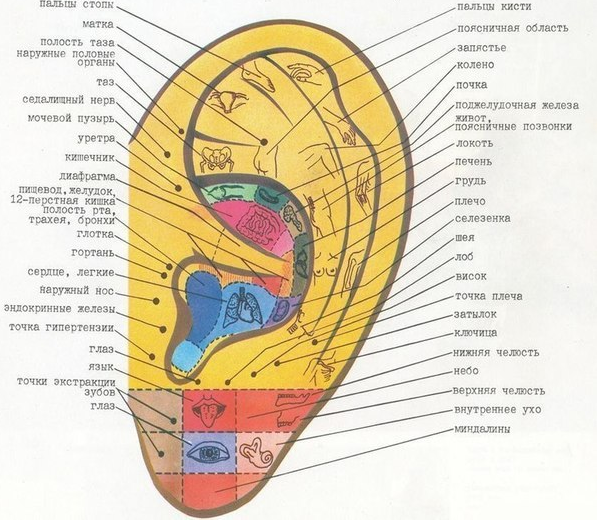 пальцы стопы
матка
полость таза
наружные половые
органы
таз
седалищный нерв
мочевой пузырь
уретра
кишечник
диафрагма
пищевод, желудок,
12-перстная кишка
полость рта,
трахея, бронхи
глотка
гортань
сердце, легкие
наружный нос
эндокринные железы
точка гипертензии
глаз
язык
точки экстракции
зубов
глаз
пальцы кисти
поясничная область
запястье
колено
почка
поджелудочная железа
живот,
поясничные позвонки
локоть
печень
грудь
плечо
селезенка
шея
лоб
висок
точка плеча
затылок
ключица
нижняя челюсть
небо
верхняя челюсть
внутреннее ухо
миндалины